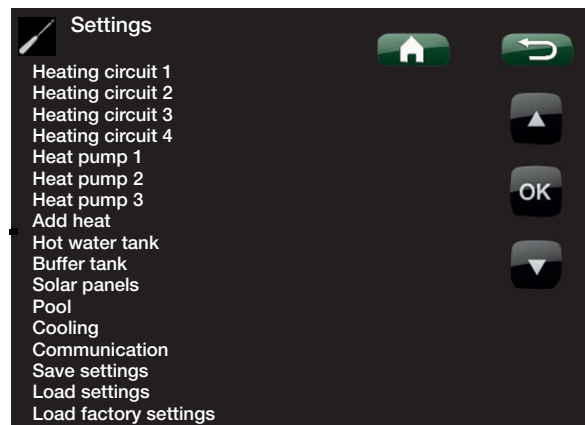 Settings
Heating circuit 1
Heating circuit 2
Heating circuit 3
Heating circuit 4
Heat pump 1
Heat pump 2
Heat pump 3
Add heat
Hot water tank
Buffer tank
Solar panels
Pool
Cooling
Communication
Save settings
Load settings
Load factory settings
OK